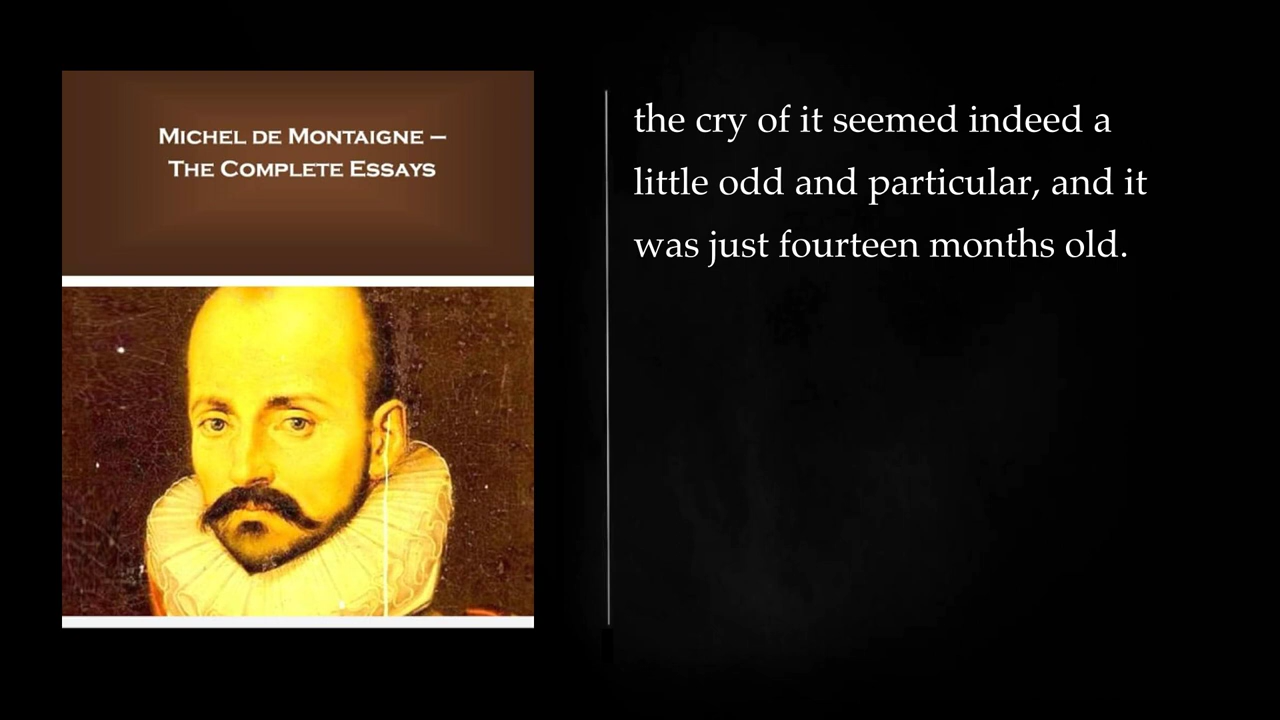 MICHEL DE MONTAIGNE –
THE COMPLETE ESSAYS
the cry of it seemed indeed a
little odd and particular, and it
was just fourteen months old.